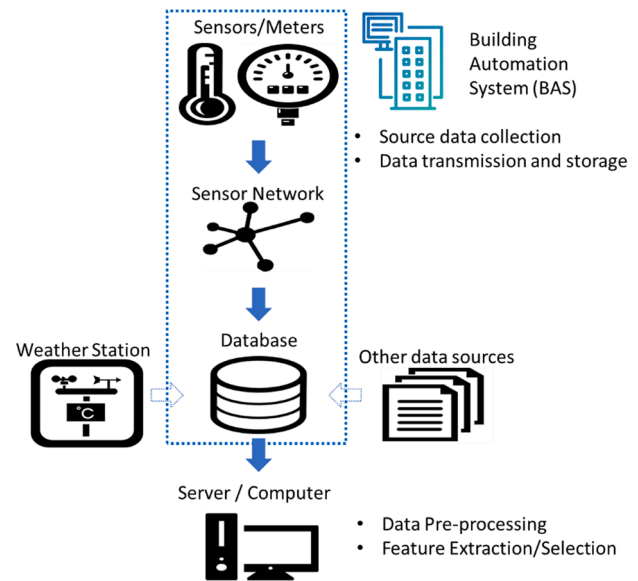 Sensors/Meters
Building
Automation
System (BAS)
• Source data collection
• Data transmission and storage
Sensor Network
Database
Weather Station
Other data sources
°C
Server / Computer
• Data Pre-processing
• Feature Extraction/Selection